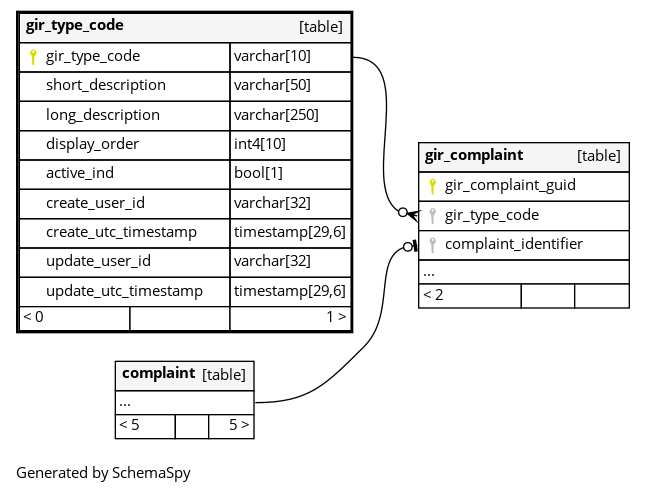 gir_type_code [table]
gir_type_code varchar[10]
short_description varchar[50]
long_description varchar[250]
display_order int4[10]
active_ind bool[1]
create_user_id varchar[32]
create_utc_timestamp timestamp[29,6]
update_user_id varchar[32]
update_utc_timestamp timestamp[29,6]
< 0 1 >
gir_complaint [table]
gir_complaint_guid
gir_type_code
complaint_identifier
...
< 2
complaint [table]
...
< 5 5 >
Generated by SchemaSpy